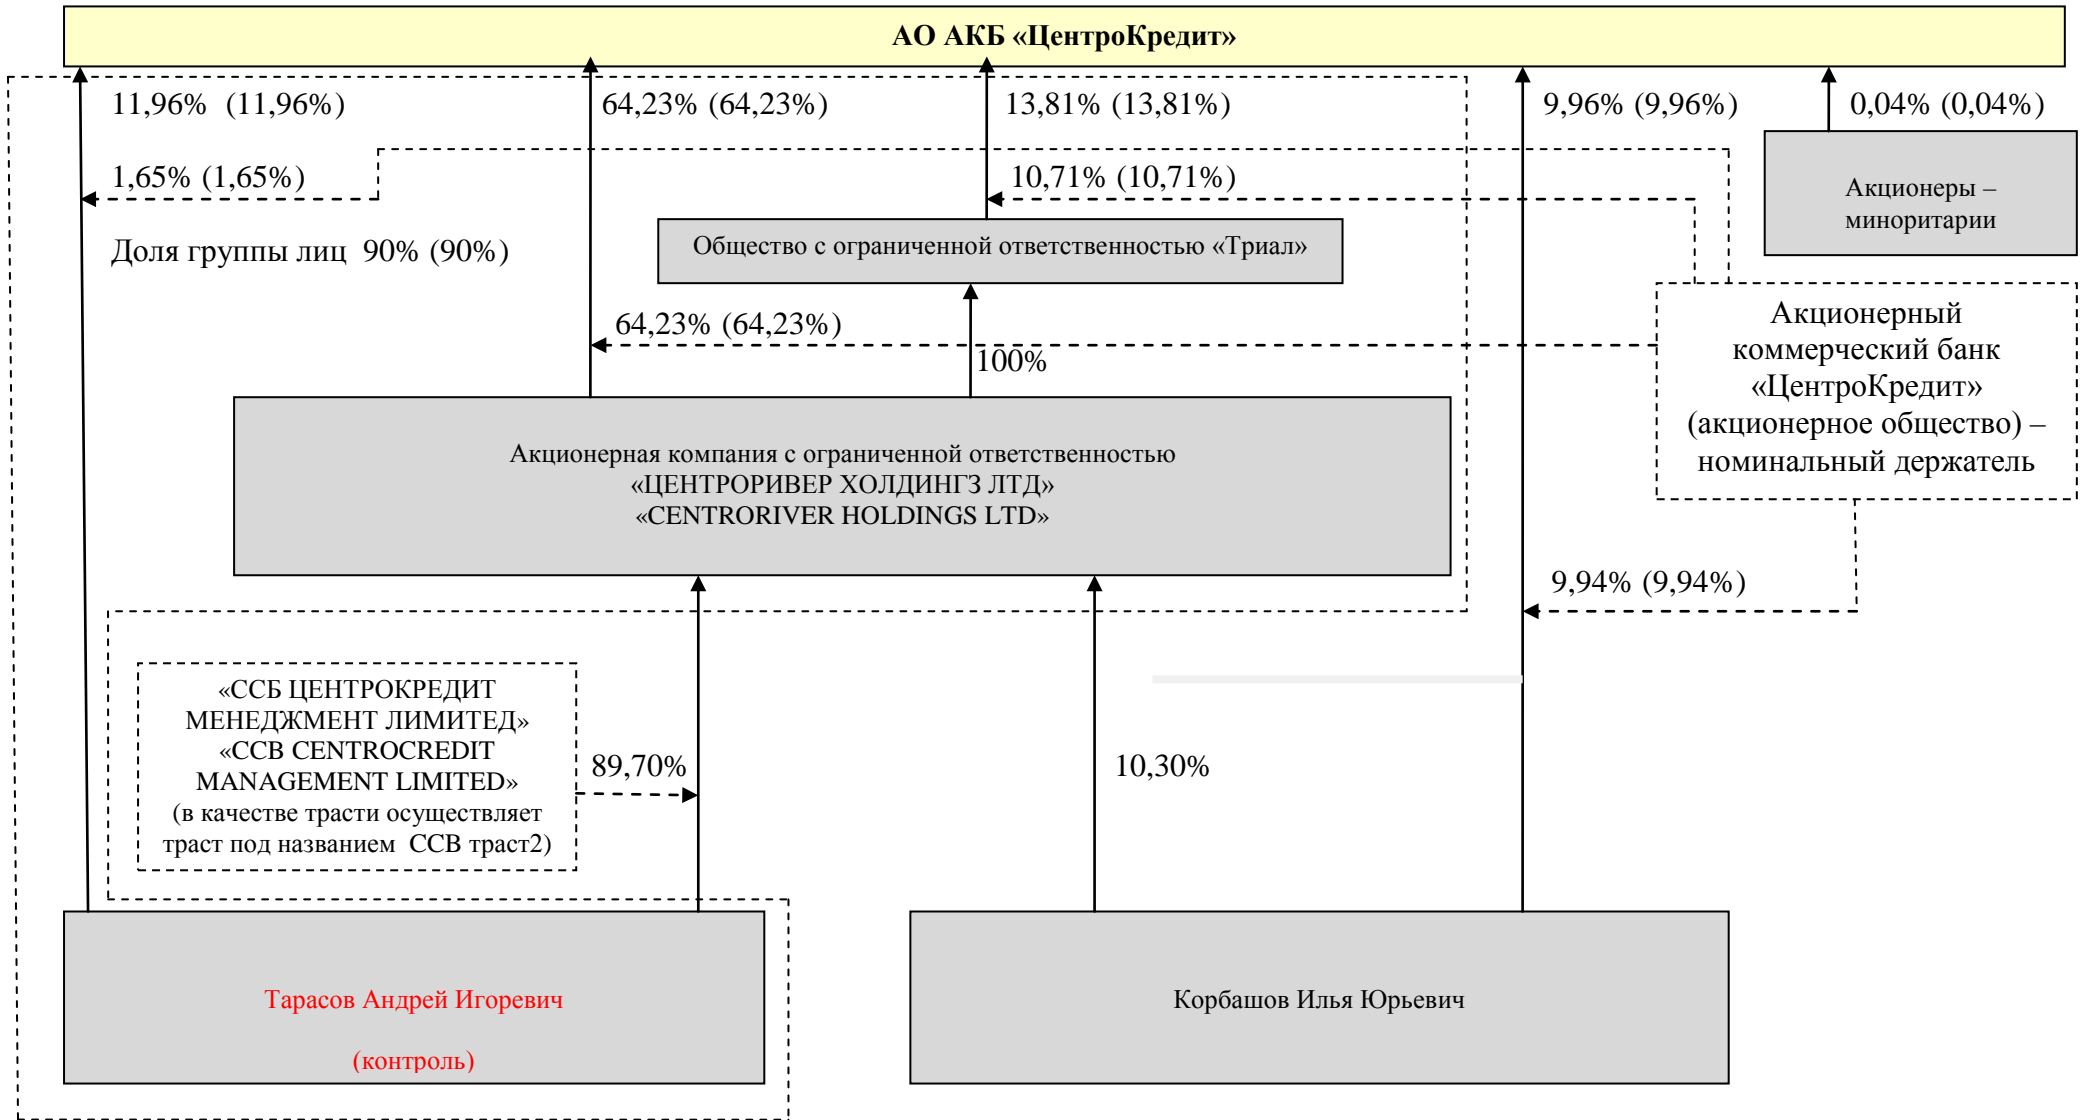 АО АКБ «ЦентроКредит»
11,96%  (11,96%)
64,23% (64,23%)
13,81% (13,81%)
9,96% (9,96%)
0,04% (0,04%)
1,65% (1,65%)
10,71% (10,71%)
Акционеры –
миноритарии
Доля группы лиц  90% (90%)
Общество с ограниченной ответственностью «Триал»
64,23% (64,23%)
100%
Акционерный
коммерческий банк
«ЦентроКредит»
(акционерное общество) –
номинальный держатель
Акционерная компания с ограниченной ответственностью
«ЦЕНТРОРИВЕР ХОЛДИНГЗ ЛТД»
«CENTRORIVER HOLDINGS LTD»
9,94% (9,94%)
«ССБ ЦЕНТРОКРЕДИТ
МЕНЕДЖМЕНТ ЛИМИТЕД»
«CCB CENTROCREDIT
MANAGEMENT LIMITED»
(в качестве трасти осуществляет
траст под названием  ССВ траст2)
89,70%
10,30%
Тарасов Андрей Игоревич
(контроль)
Корбашов Илья Юрьевич